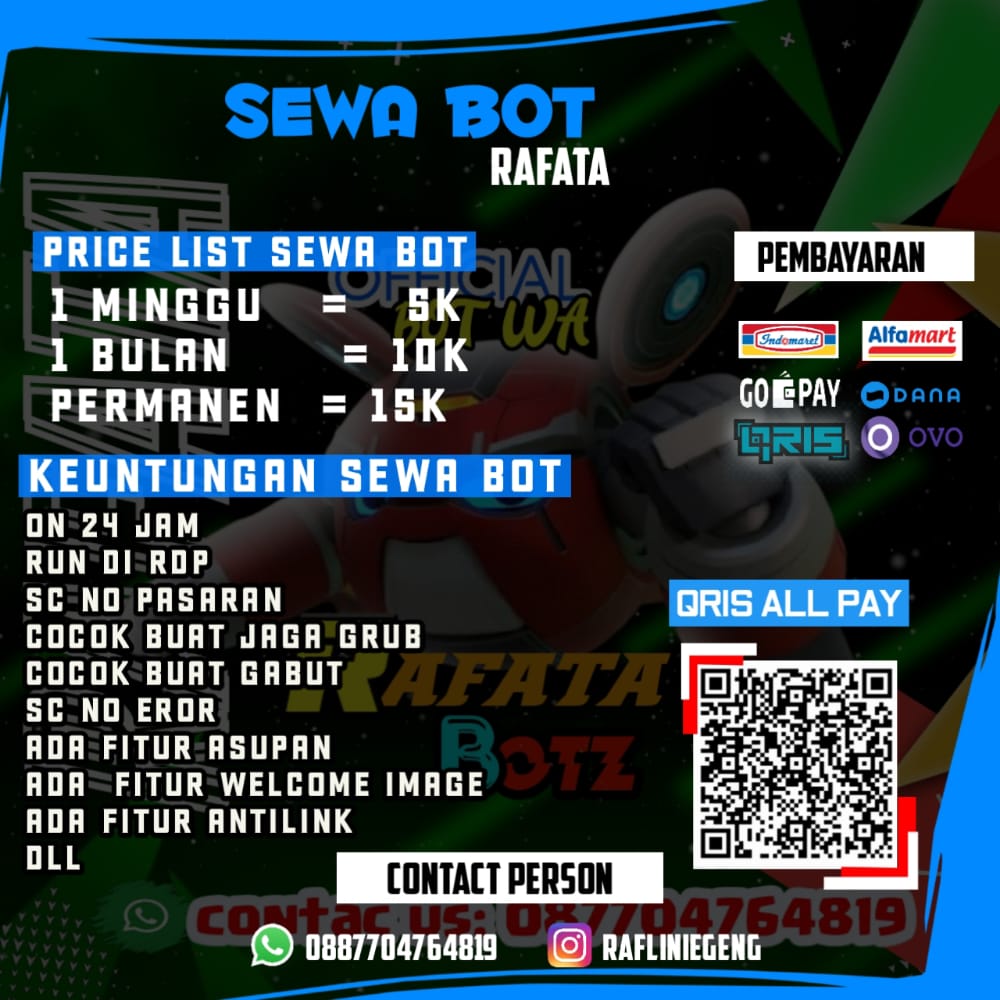 SEWA BOT
RAFATA
PRICE LIST SEWA BOT
OFFICIAL
BOT WA
1 MINGGU = 5K
1 BULAN = 10K
PERMANEN = 15K
PEMBAYARAN
Indomaret
Alfamart
GOPAY
DANA
QRIS
OVO
KEUNTUNGAN SEWA BOT
ON 24 JAM
RUN DI RDP
SC NO PASARAN
COCOK BUAT JAGA GRUB
COCOK BUAT GABUT
SC NO EROR
ADA FITUR ASUPAN
ADA FITUR WELCOME IMAGE
ADA FITUR ANTILINK
DLL
RAFATA
BOTZ
QRIS ALL PAY
CONTACT PERSON
contact us: 087704764819
0887704764819
RAFLINIEGENG